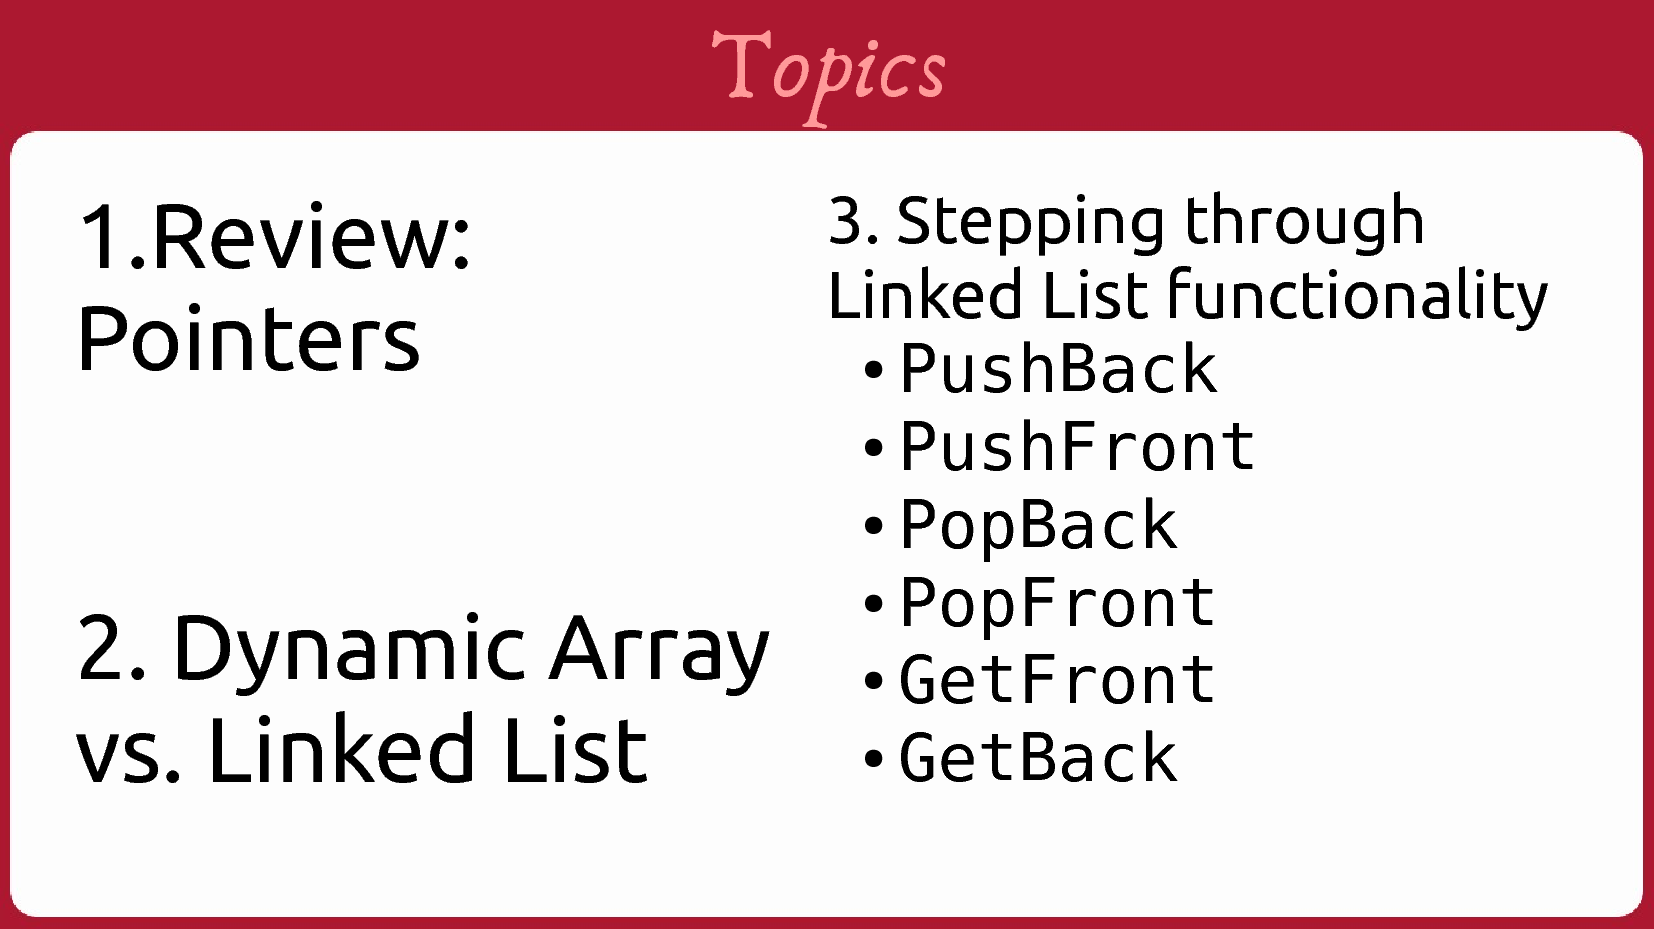 Topics
1.Review:
Pointers
2. Dynamic Array
vs. Linked List
3. Stepping through
Linked List functionality
• PushBack
• PushFront
• PopBack
• PopFront
• GetFront
• GetBack